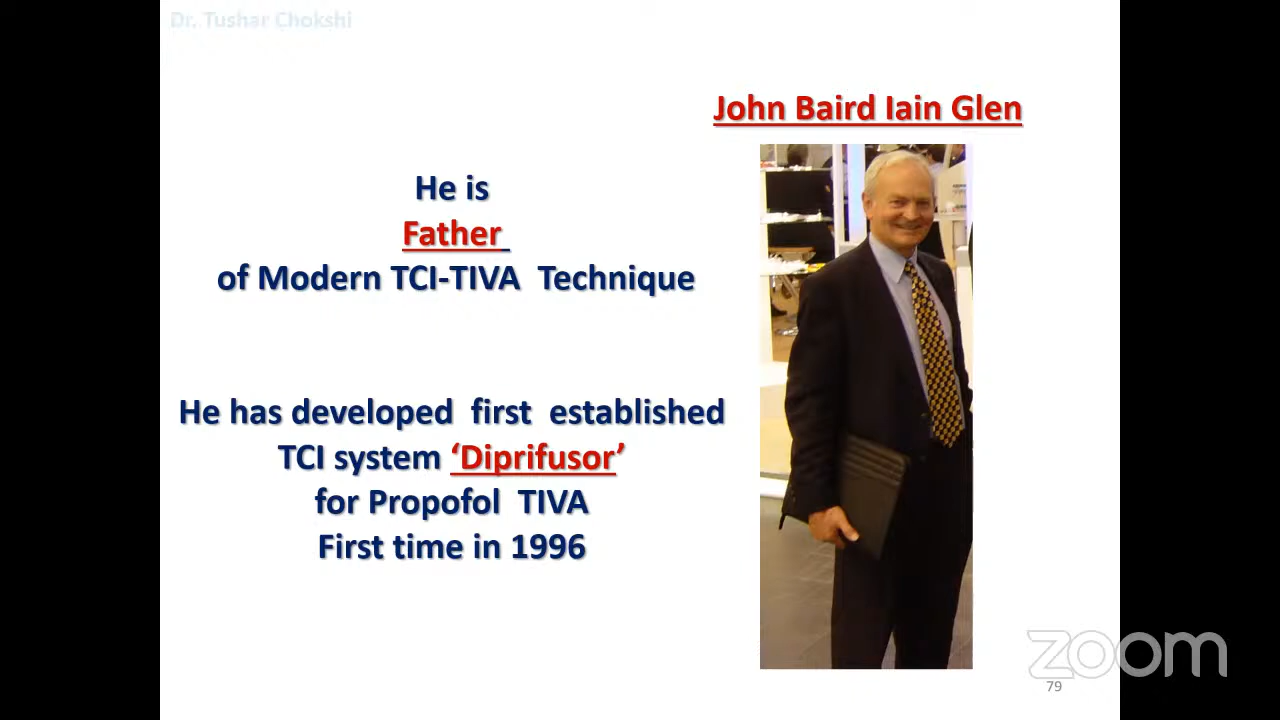 Dr. Tushar Chokshi
John Baird Iain Glen
He is
Father
of Modern TCI-TIVA Technique
He has developed first established
TCI system ‘Diprifusor’
for Propofol TIVA
First time in 1996
zoom
79